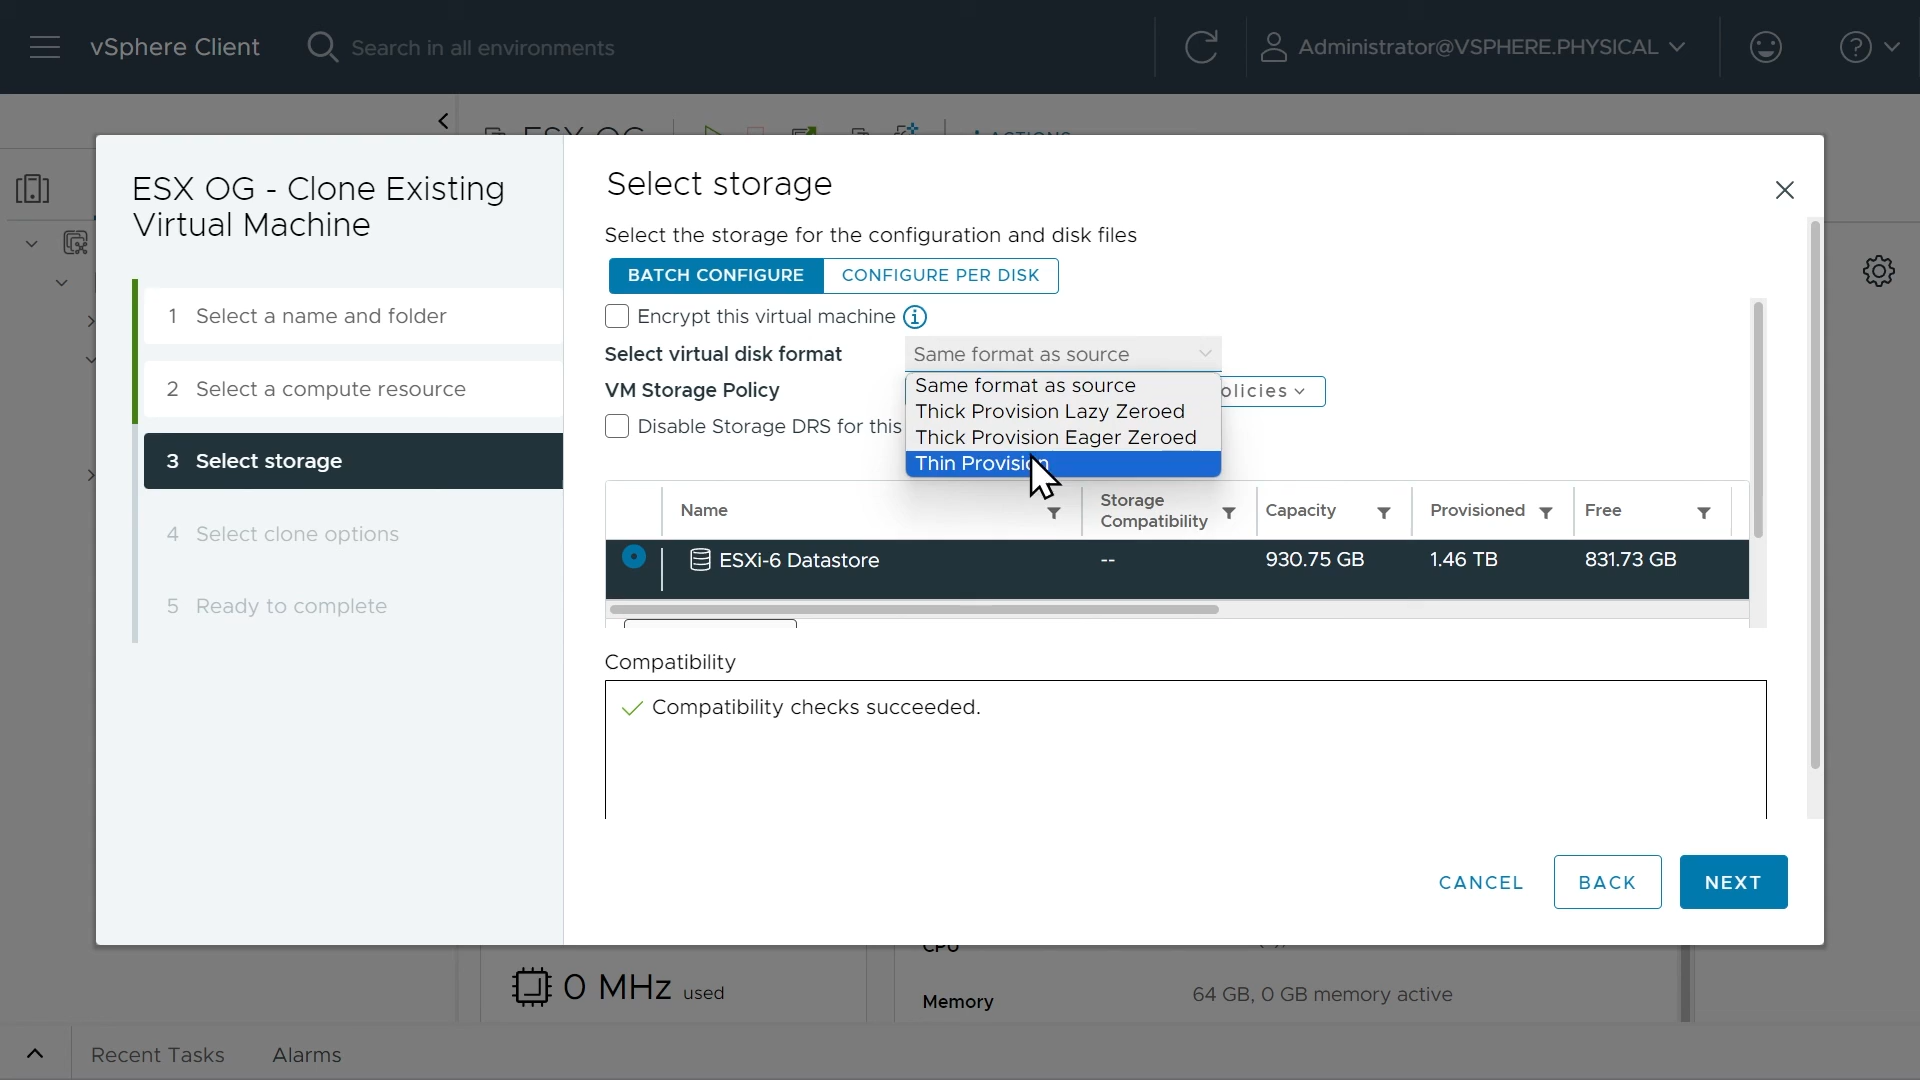 vSphere Client
Search in all environments
Administrator@VSPHERE.PHYSICAL
ESX OG
ACTIONS
ESX OG - Clone Existing
Virtual Machine
1 Select a name and folder
2 Select a compute resource
3 Select storage
4 Select clone options
5 Ready to complete
Select storage
Select the storage for the configuration and disk files
BATCH CONFIGURE
CONFIGURE PER DISK
Encrypt this virtual machine
Select virtual disk format
Same format as source
VM Storage Policy
olicies
Disable Storage DRS for this
Same format as source
Thick Provision Lazy Zeroed
Thick Provision Eager Zeroed
Thin Provision
Name
Storage
Compatibility
Capacity
Provisioned
Free
ESXi-6 Datastore
--
930.75 GB
1.46 TB
831.73 GB
Compatibility
Compatibility checks succeeded.
CANCEL
BACK
NEXT
0 MHz used
CPU
Memory
64 GB, 0 GB memory active
Recent Tasks
Alarms